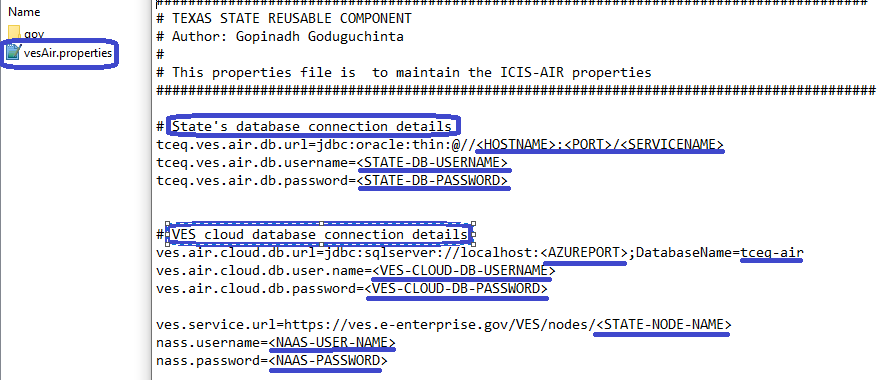 Name
gov
vesAir.properties
################################################################################
# TEXAS STATE REUSABLE COMPONENT
# Author: Gopinadh Goduguchinta
#
# This properties file is  to maintain the ICIS-AIR properties
################################################################################
# State's database connection details
tceq.ves.air.db.url=jdbc:oracle:thin:@//<HOSTNAME>:<PORT>/<SERVICENAME>
tceq.ves.air.db.username=<STATE-DB-USERNAME>
tceq.ves.air.db.password=<STATE-DB-PASSWORD>
# VES cloud database connection details
ves.air.cloud.db.url=jdbc:sqlserver://localhost:<AZUREPORT>;DatabaseName=tceq-air
ves.air.cloud.db.user.name=<VES-CLOUD-DB-USERNAME>
ves.air.cloud.db.password=<VES-CLOUD-DB-PASSWORD>
ves.service.url=https://ves.e-enterprise.gov/VES/nodes/<STATE-NODE-NAME>
nass.username=<NAAS-USER-NAME>
nass.password=<NAAS-PASSWORD>